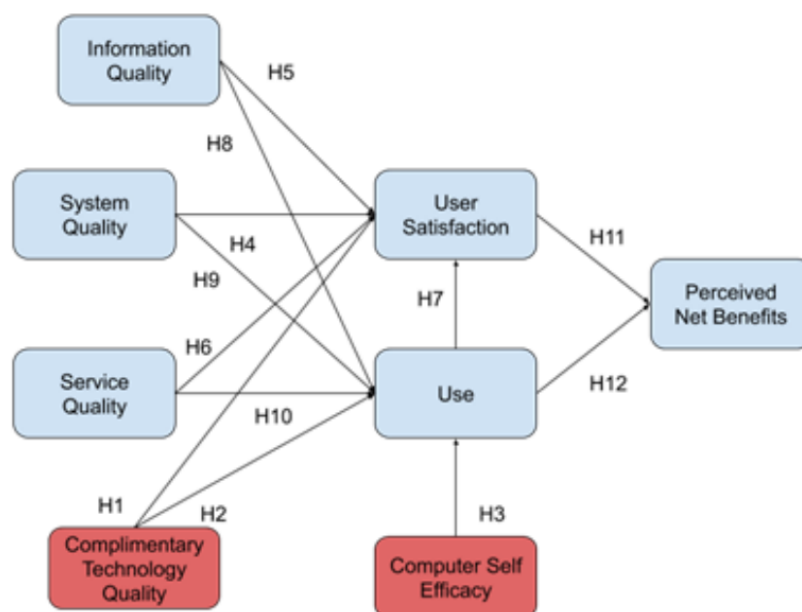 Information
Quality
H5
H8
System
Quality
User
Satisfaction
H4
H11
H9
H7
Perceived
Net Benefits
H6
Service
Quality
Use
H12
H10
H1
H2
H3
Complimentary
Technology
Quality
Computer Self
Efficacy